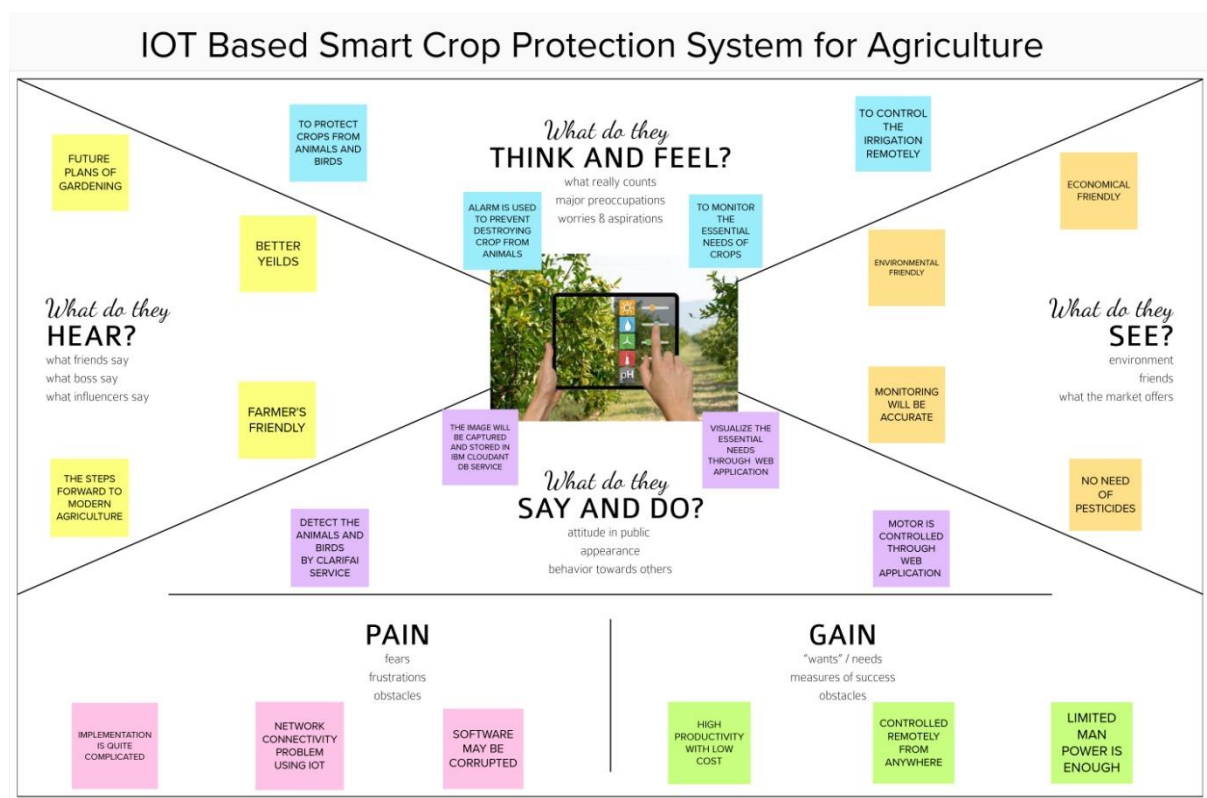 IOT Based Smart Crop Protection System for Agriculture
What do they
THINK AND FEEL?
what really counts
major preoccupations
worries & aspirations
TO PROTECT
CROPS FROM
ANIMALS AND
BIRDS
ALARM IS USED
TO PREVENT
DESTROYING
CROP FROM
ANIMALS
TO MONITOR
THE
ESSENTIAL
NEEDS OF
CROPS
TO CONTROL
THE
IRRIGATION
REMOTELY
What do they
HEAR?
what friends say
what boss say
what influencers say
FUTURE
PLANS OF
GARDENING
BETTER
YEILDS
FARMER'S
FRIENDLY
THE STEPS
FORWARD TO
MODERN
AGRICULTURE
pH
What do they
SEE?
environment
friends
what the market offers
ECONOMICAL
FRIENDLY
ENVIRONMENTAL
FRIENDLY
MONITORING
WILL BE
ACCURATE
NO NEED
OF
PESTICIDES
What do they
SAY AND DO?
attitude in public
appearance
behavior towards others
THE IMAGE WILL
BE CAPTURED
AND STORED IN
IBM CLOUDANT
DB SERVICE
VISUALIZE THE
ESSENTIAL
NEEDS
THROUGH WEB
APPLICATION
DETECT THE
ANIMALS AND
BIRDS
BY CLARIFAI
SERVICE
MOTOR IS
CONTROLLED
THROUGH
WEB
APPLICATION
PAIN
fears
frustrations
obstacles
IMPLEMENTATION
IS QUITE
COMPLICATED
NETWORK
CONNECTIVITY
PROBLEM
USING IOT
SOFTWARE
MAY BE
CORRUPTED
GAIN
"wants" / needs
measures of success
obstacles
HIGH
PRODUCTIVITY
WITH LOW
COST
CONTROLLED
REMOTELY
FROM
ANYWHERE
LIMITED
MAN
POWER IS
ENOUGH